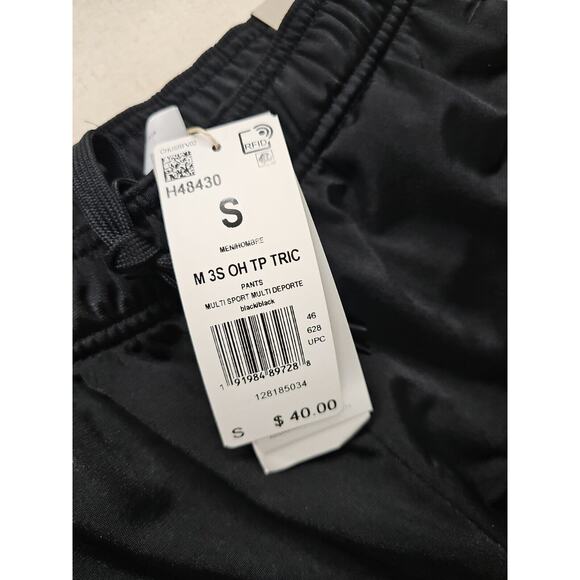 RFID
H48430
S
MEN/HOMBRE
M 3S OH TP TRIC
PANTS
MULTI SPORT MULTI DEPORTE
black/black
46
628
UPC
1 91984 89728 8
128185034
S $ 40.00